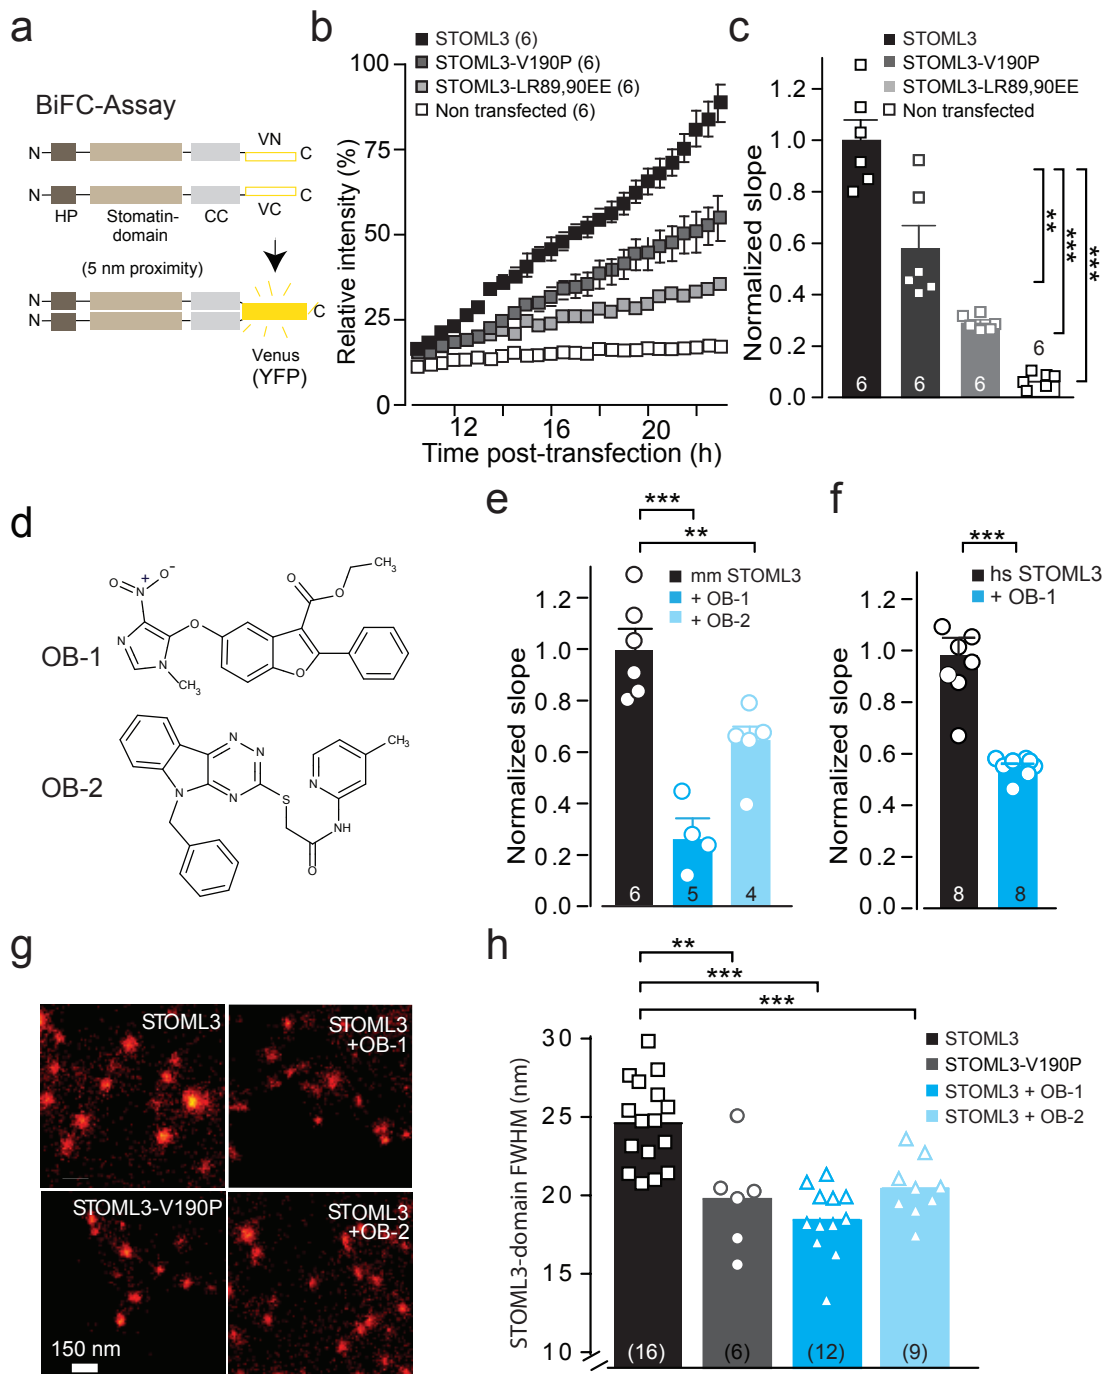 a
BiFC-Assay
N
VN
C
N
VC
C
HP
Stomatin-
domain
CC
(5 nm proximity)
N
N
C
Venus
(YFP)
b
STOML3 (6)
STOML3-V190P (6)
STOML3-LR89,90EE (6)
Non transfected (6)
100
75
50
25
0
Relative intensity (%)
12
16
20
Time post-transfection (h)
c
STOML3
STOML3-V190P
STOML3-LR89,90EE
Non transfected
1.2
1.0
0.8
0.6
0.4
0.2
0.0
Normalized slope
6
6
6
6
**
***
***
d
OB-1
N
O
O
+
-
N
N
CH3
O
O
O
O
CH3
OB-2
N
N
N
N
S
O
NH
N
CH3
e
***
**
mm STOML3
+ OB-1
+ OB-2
1.2
1.0
0.8
0.6
0.4
0.2
0.0
Normalized slope
6
5
4
f
***
hs STOML3
+ OB-1
1.2
1.0
0.8
0.6
0.4
0.2
0.0
Normalized slope
8
8
g
STOML3
STOML3
+OB-1
STOML3-V190P
STOML3
+OB-2
150 nm
h
**
***
***
STOML3
STOML3-V190P
STOML3 + OB-1
STOML3 + OB-2
30
25
20
15
10
STOML3-domain FWHM (nm)
(16)
(6)
(12)
(9)